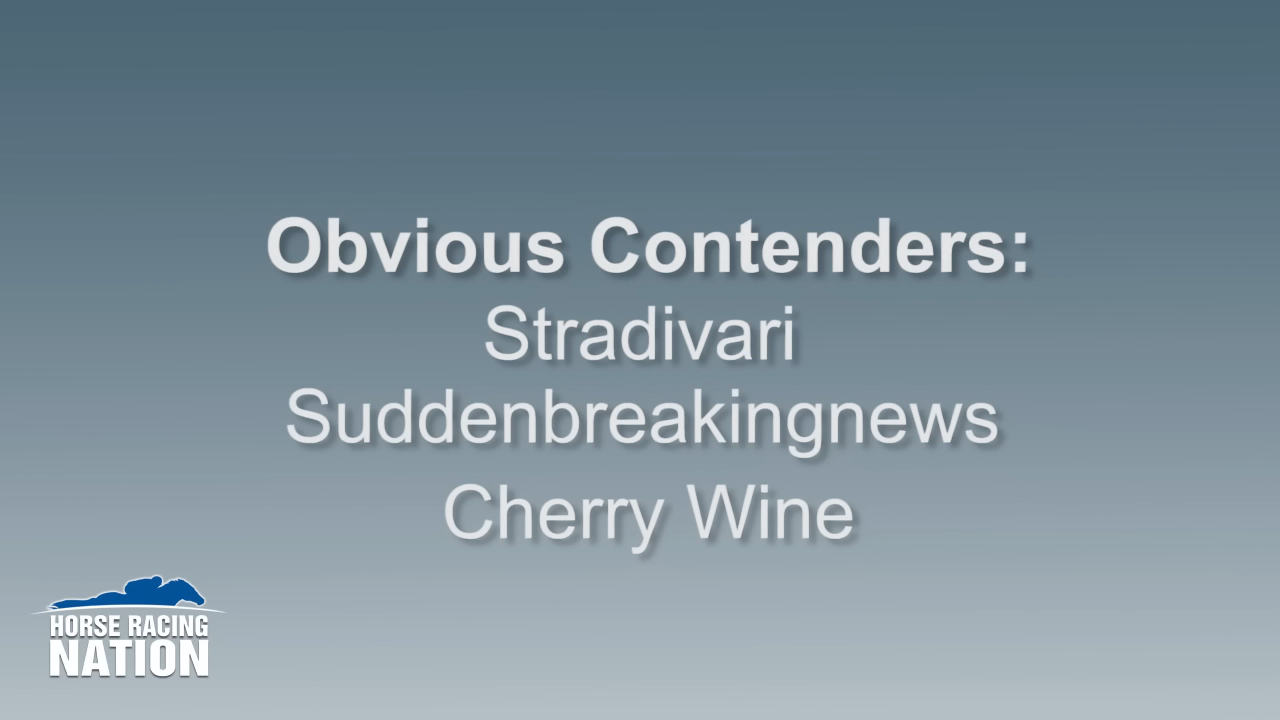 Obvious Contenders:
Stradivari
Suddenbreakingnews
Cherry Wine
HORSE RACING
NATION